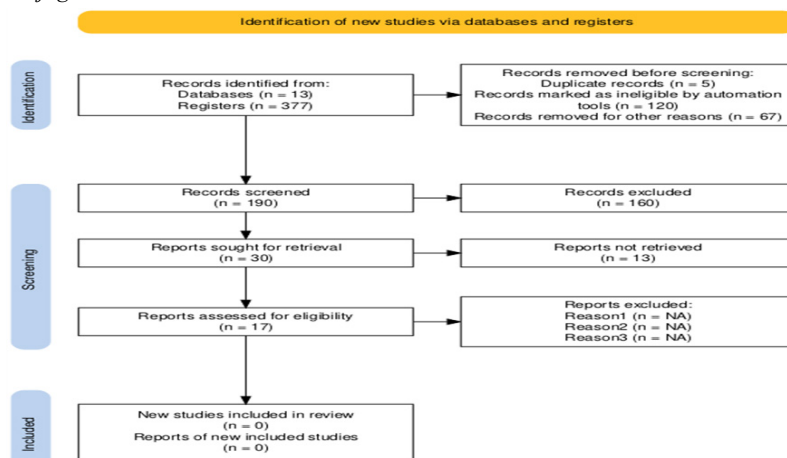 Identification of new studies via databases and registers
Identification
Records identified from:
Databases (n = 13)
Registers (n = 377)
Records removed before screening:
Duplicate records (n = 5)
Records marked as ineligible by automation
tools (n = 120)
Records removed for other reasons (n = 67)
Screening
Records screened
(n = 190)
Records excluded
(n = 160)
Reports sought for retrieval
(n = 30)
Reports not retrieved
(n = 13)
Reports assessed for eligibility
(n = 17)
Reports excluded:
Reason1 (n = NA)
Reason2 (n = NA)
Reason3 (n = NA)
Included
New studies included in review
(n = 0)
Reports of new included studies
(n = 0)